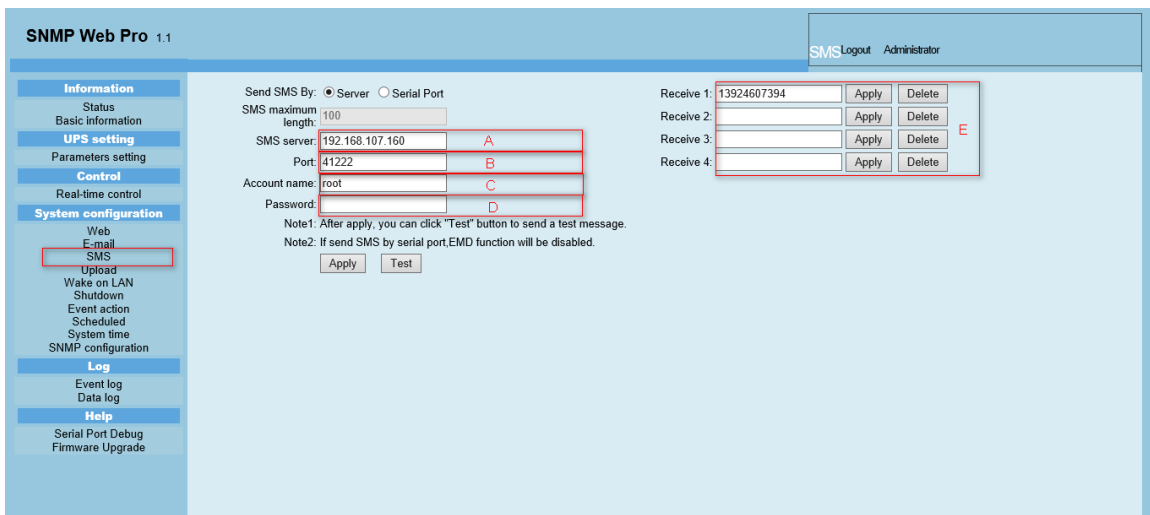 SNMP Web Pro 1.1
SMS Logout Administrator
Information
Status
Basic information
UPS setting
Parameters setting
Control
Real-time control
System configuration
Web
E-mail
SMS
Upload
Wake on LAN
Shutdown
Event action
Scheduled
System time
SNMP configuration
Log
Event log
Data log
Help
Serial Port Debug
Firmware Upgrade
Send SMS By: Server Serial Port
SMS maximum
length: 100
SMS server: 192.168.107.160 A
Port: 41222 B
Account name: root C
Password: D
Note1: After apply, you can click "Test" button to send a test message.
Note2: If send SMS by serial port,EMD function will be disabled.
Apply Test
Receive 1: 13924607394 Apply Delete
Receive 2: Apply Delete
E
Receive 3: Apply Delete
Receive 4: Apply Delete